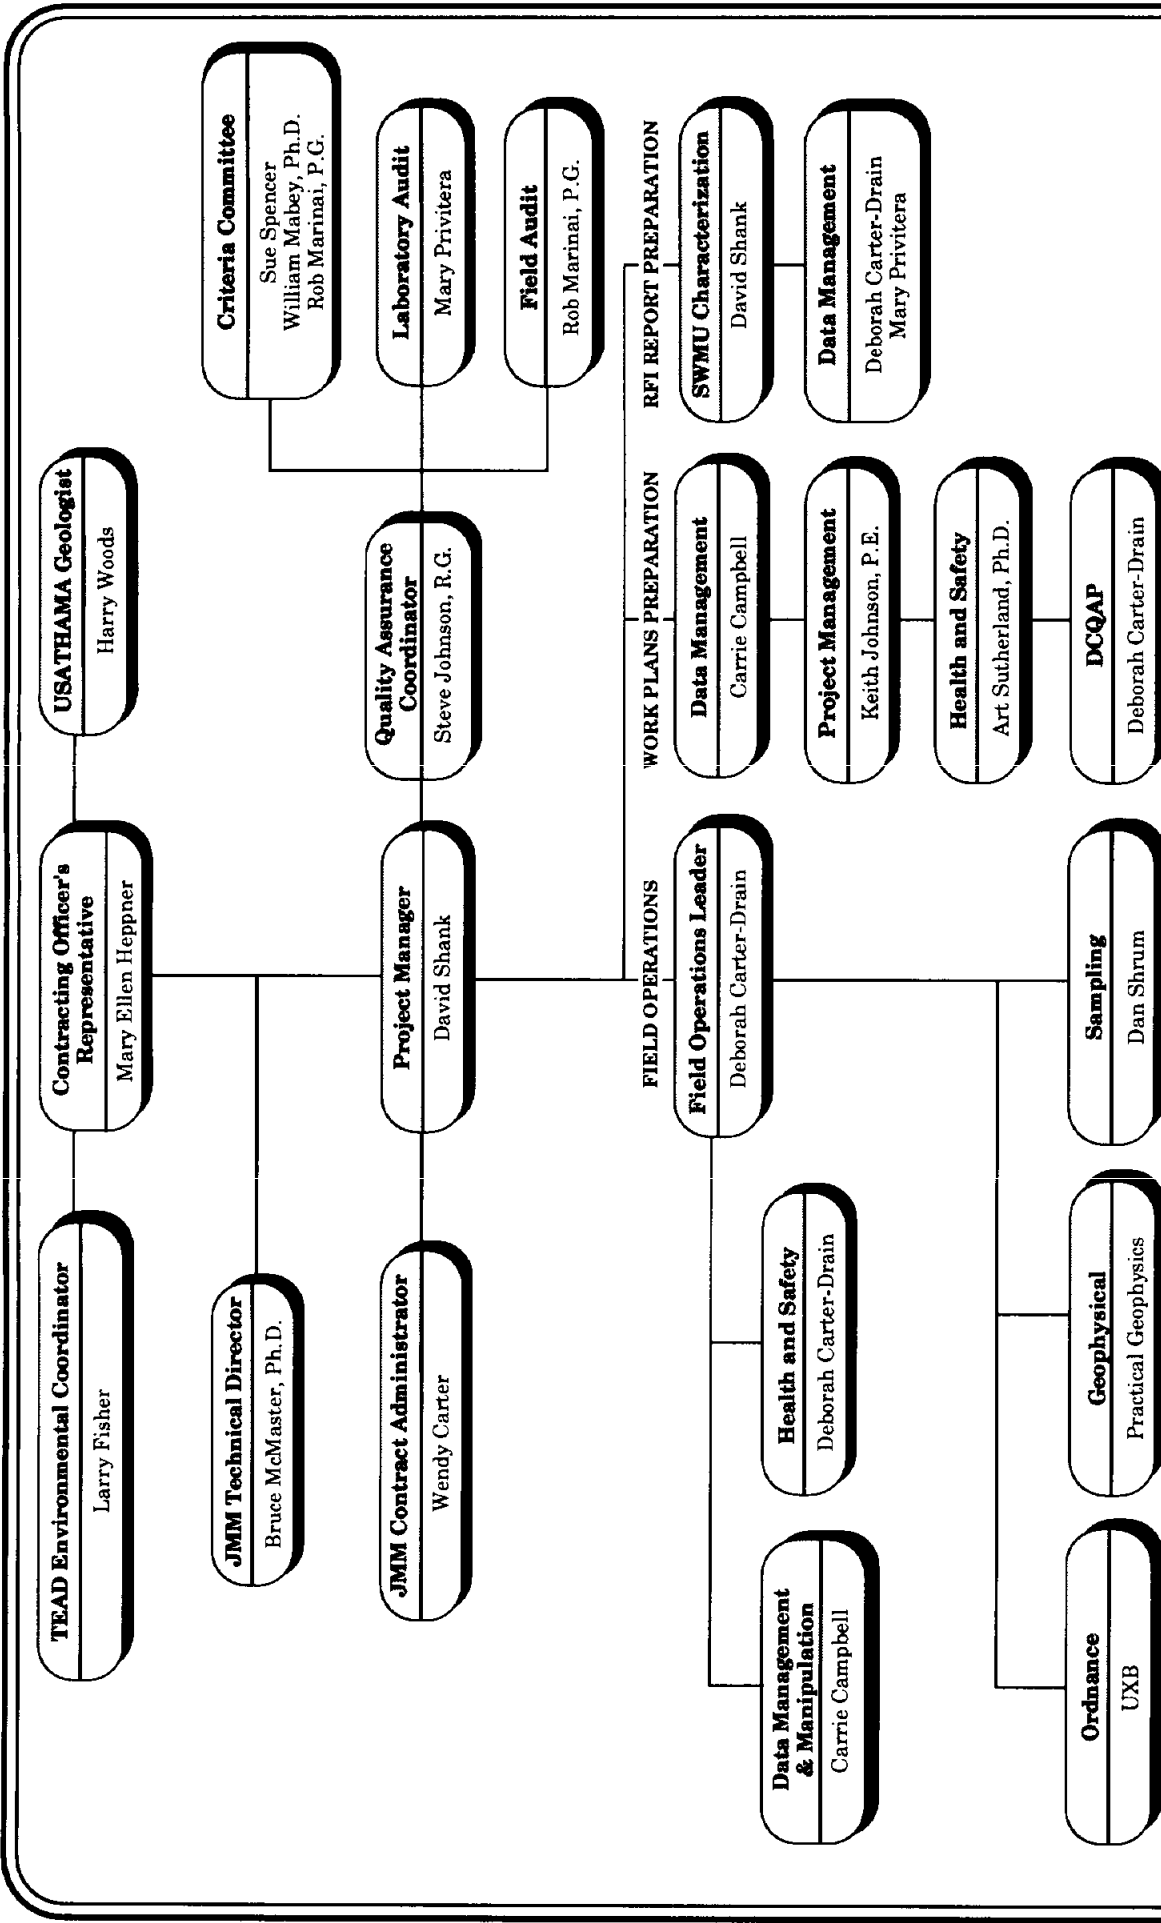 TEAD Environmental Coordinator
Larry Fisher
Contracting Officer's
Representative
Mary Ellen Heppner
USATHAMA Geologist
Harry Woods
JMM Technical Director
Bruce McMaster, Ph.D.
Criteria Committee
Sue Spencer
William Mabey, Ph.D.
Rob Marinai, P.G.
JMM Contract Administrator
Wendy Carter
Project Manager
David Shank
Quality Assurance
Coordinator
Steve Johnson, R.G.
Laboratory Audit
Mary Privitera
Field Audit
Rob Marinai, P.G.
FIELD OPERATIONS
WORK PLANS PREPARATION
RFI REPORT PREPARATION
Field Operations Leader
Deborah Carter-Drain
Data Management
Carrie Campbell
SWMU Characterization
David Shank
Data Management
& Manipulation
Carrie Campbell
Health and Safety
Deborah Carter-Drain
Project Management
Keith Johnson, P.E.
Data Management
Deborah Carter-Drain
Mary Privitera
Health and Safety
Art Sutherland, Ph.D.
Ordnance
UXB
Geophysical
Practical Geophysics
Sampling
Dan Shrum
DCQAP
Deborah Carter-Drain